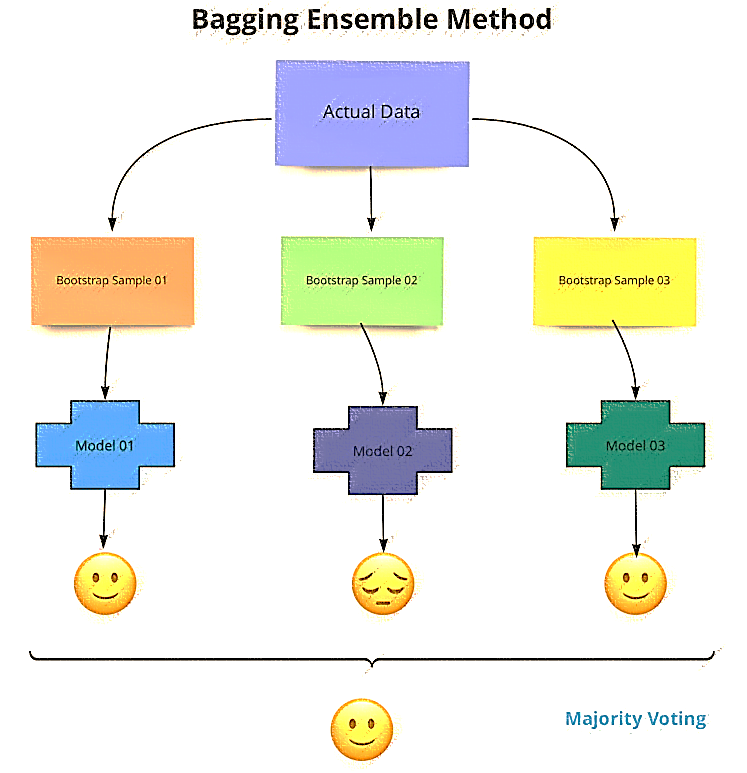 Bagging Ensemble Method
Actual Data
Bootstrap Sample 01
Bootstrap Sample 02
Bootstrap Sample 03
Model 01
Model 02
Model 03
Majority Voting